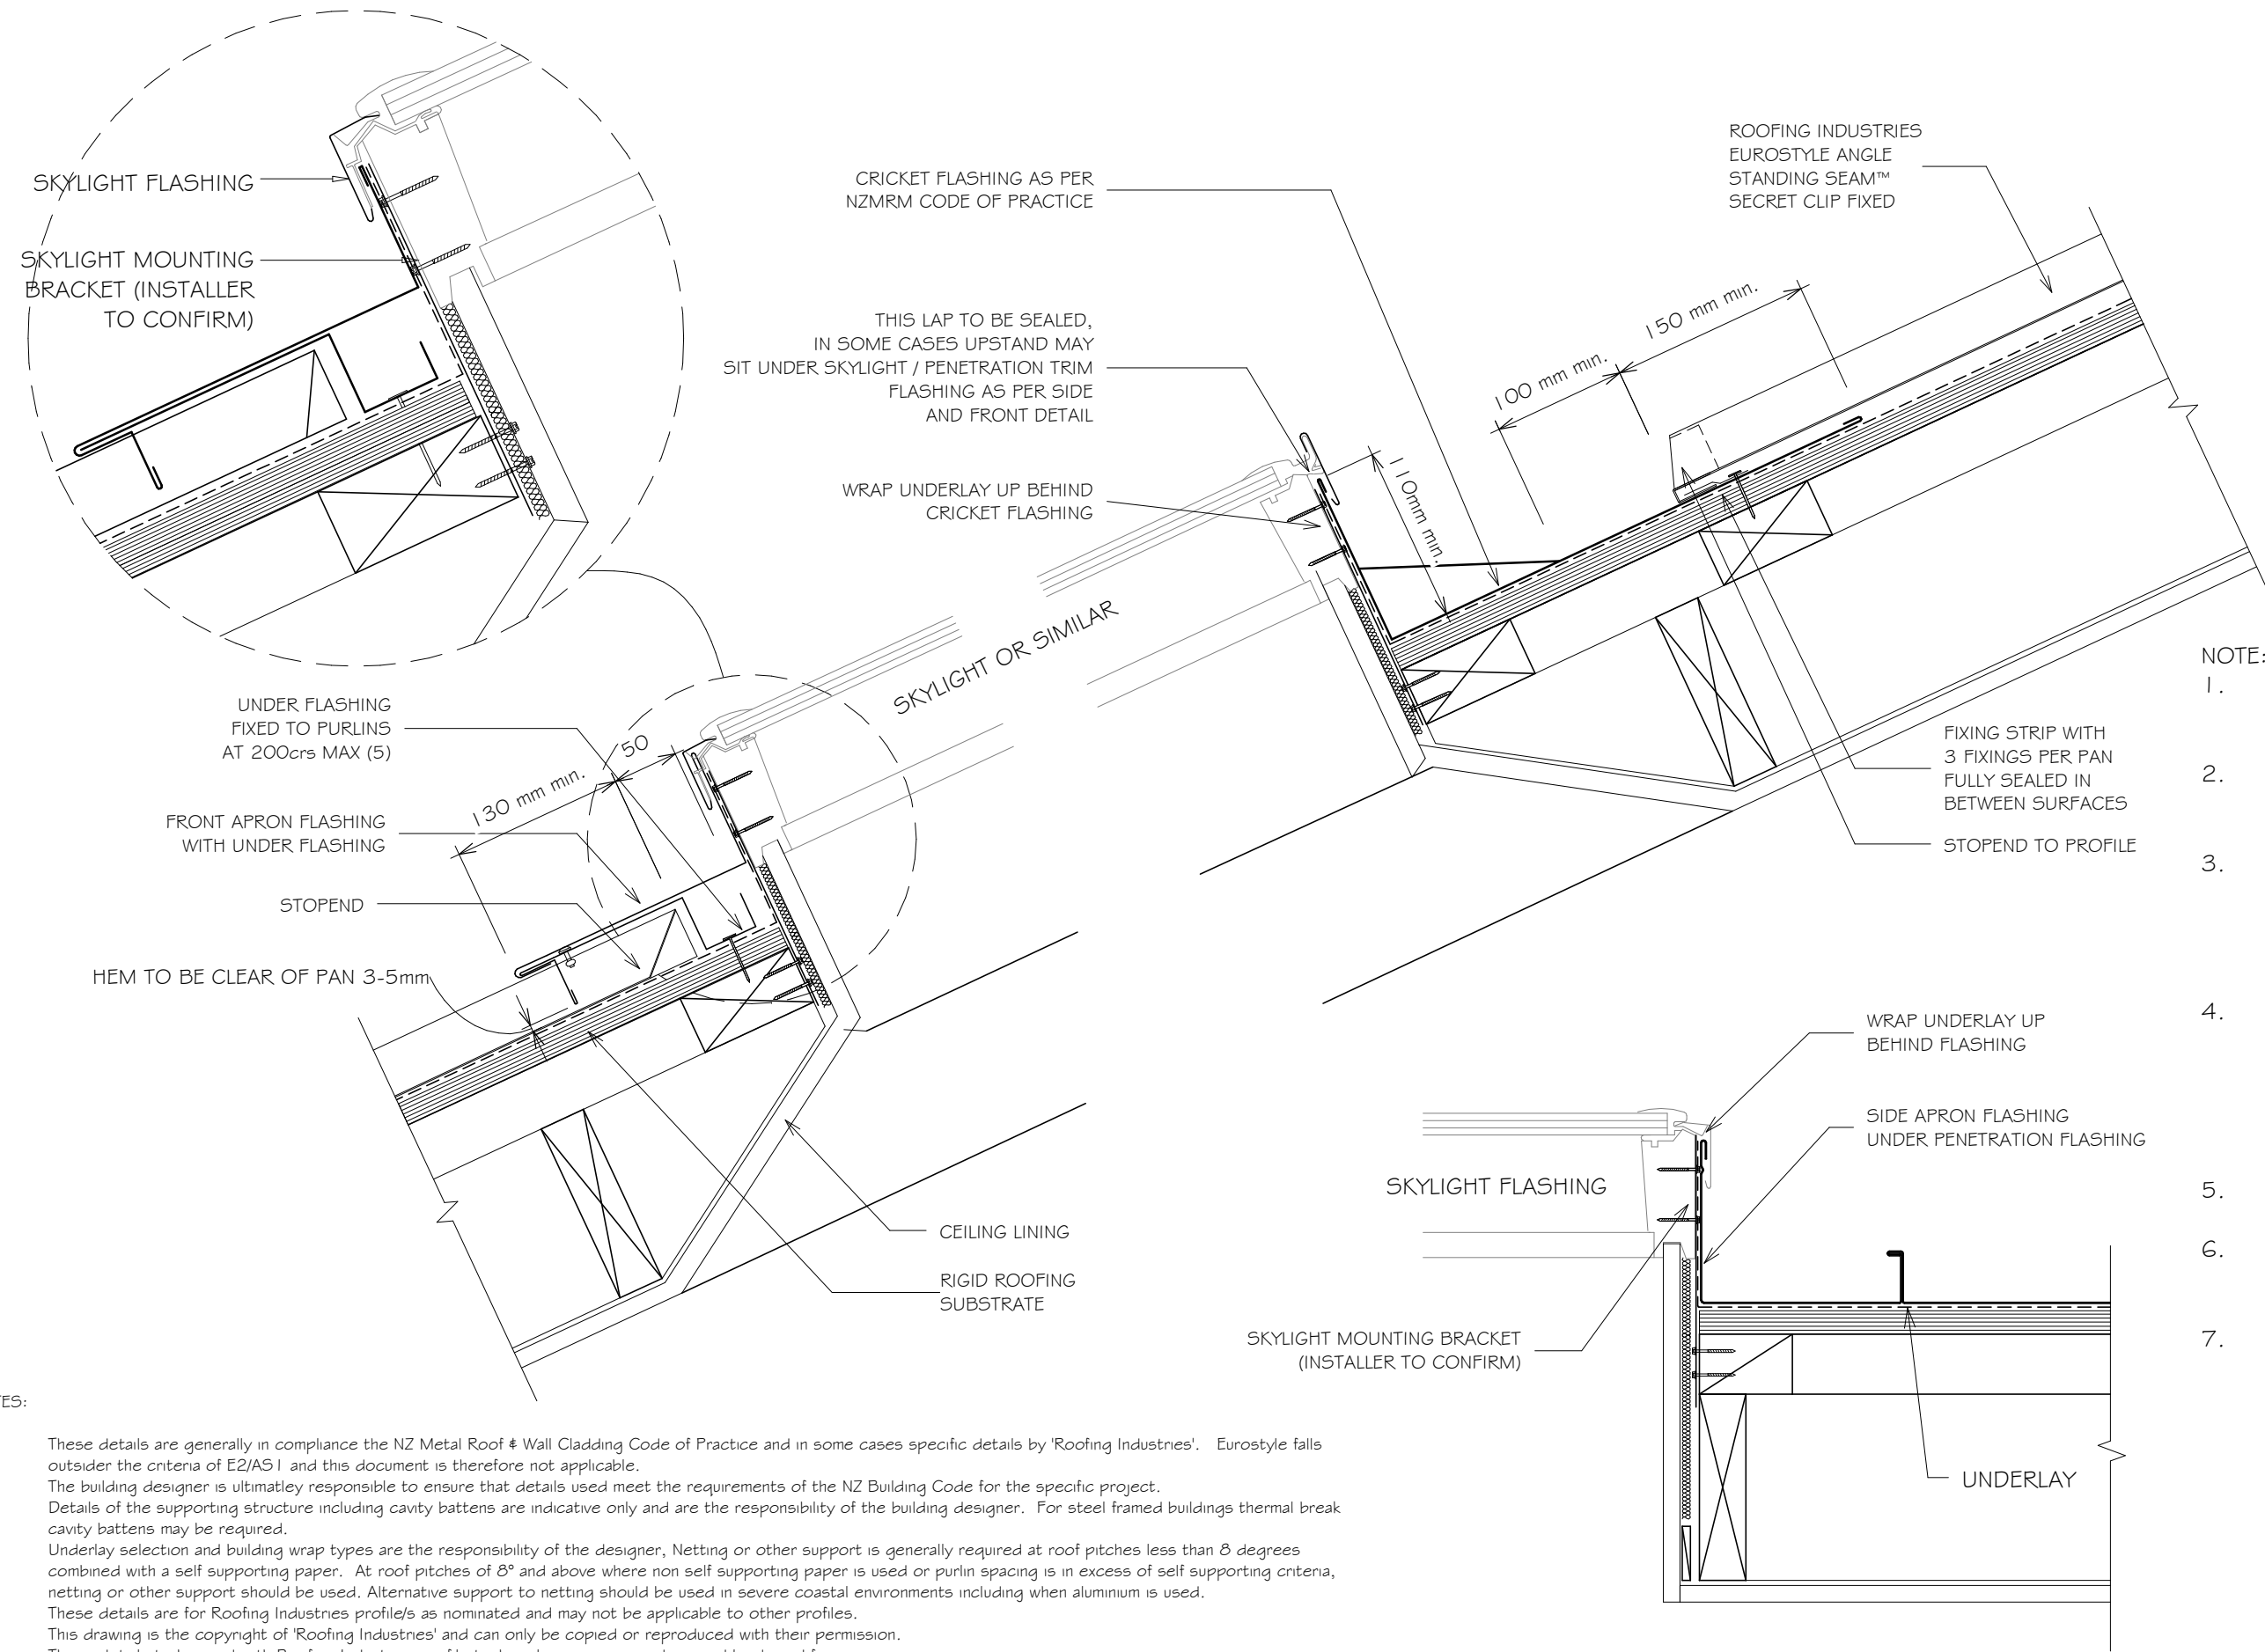 SKYLIGHT FLASHING
SKYLIGHT MOUNTING
BRACKET (INSTALLER
TO CONFIRM)
CRICKET FLASHING AS PER
NZMRM CODE OF PRACTICE
ROOFING INDUSTRIES
EUROSTYLE ANGLE
STANDING SEAM™
SECRET CLIP FIXED
THIS LAP TO BE SEALED,
IN SOME CASES UPSTAND MAY
SIT UNDER SKYLIGHT / PENETRATION TRIM
FLASHING AS PER SIDE
AND FRONT DETAIL
WRAP UNDERLAY UP BEHIND
CRICKET FLASHING
150 mm min.
100 mm min.
110mm min.
SKYLIGHT OR SIMILAR
UNDER FLASHING
FIXED TO PURLINS
AT 200crs MAX (5)
50
130 mm min.
FRONT APRON FLASHING
WITH UNDER FLASHING
STOPEND
HEM TO BE CLEAR OF PAN 3-5mm
CEILING LINING
RIGID ROOFING
SUBSTRATE
FIXING STRIP WITH
3 FIXINGS PER PAN
FULLY SEALED IN
BETWEEN SURFACES
STOPEND TO PROFILE
NOTE:
1.
2.
3.
4.
5.
6.
7.
WRAP UNDERLAY UP
BEHIND FLASHING
SIDE APRON FLASHING
UNDER PENETRATION FLASHING
SKYLIGHT FLASHING
SKYLIGHT MOUNTING BRACKET
(INSTALLER TO CONFIRM)
UNDERLAY
TES:
These details are generally in compliance the NZ Metal Roof & Wall Cladding Code of Practice and in some cases specific details by 'Roofing Industries'. Eurostyle falls
outsider the criteria of E2/AS1 and this document is therefore not applicable.
The building designer is ultimatley responsible to ensure that details used meet the requirements of the NZ Building Code for the specific project.
Details of the supporting structure including cavity battens are indicative only and are the responsibility of the building designer. For steel framed buildings thermal break
cavity battens may be required.
Underlay selection and building wrap types are the responsibility of the designer, Netting or other support is generally required at roof pitches less than 8 degrees
combined with a self supporting paper. At roof pitches of 8° and above where non self supporting paper is used or purlin spacing is in excess of self supporting criteria,
netting or other support should be used. Alternative support to netting should be used in severe coastal environments including when aluminium is used.
These details are for Roofing Industries profile/s as nominated and may not be applicable to other profiles.
This drawing is the copyright of 'Roofing Industries' and can only be copied or reproduced with their permission.